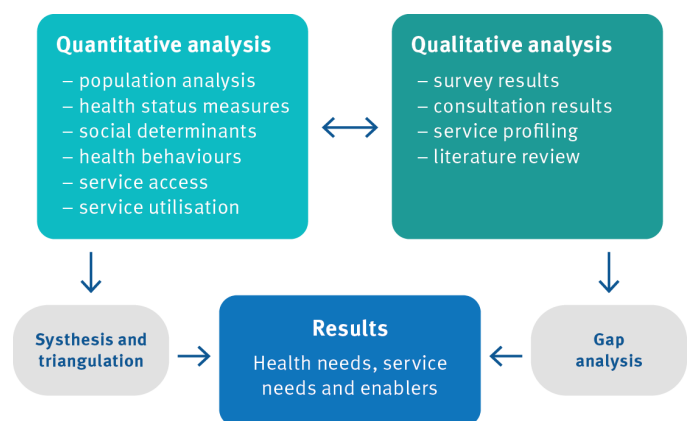 Quantitative analysis
– population analysis
– health status measures
– social determinants
– health behaviours
– service access
– service utilisation
Qualitative analysis
– survey results
– consultation results
– service profiling
– literature review
Systhesis and
triangulation
Results
Health needs, service
needs and enablers
Gap
analysis